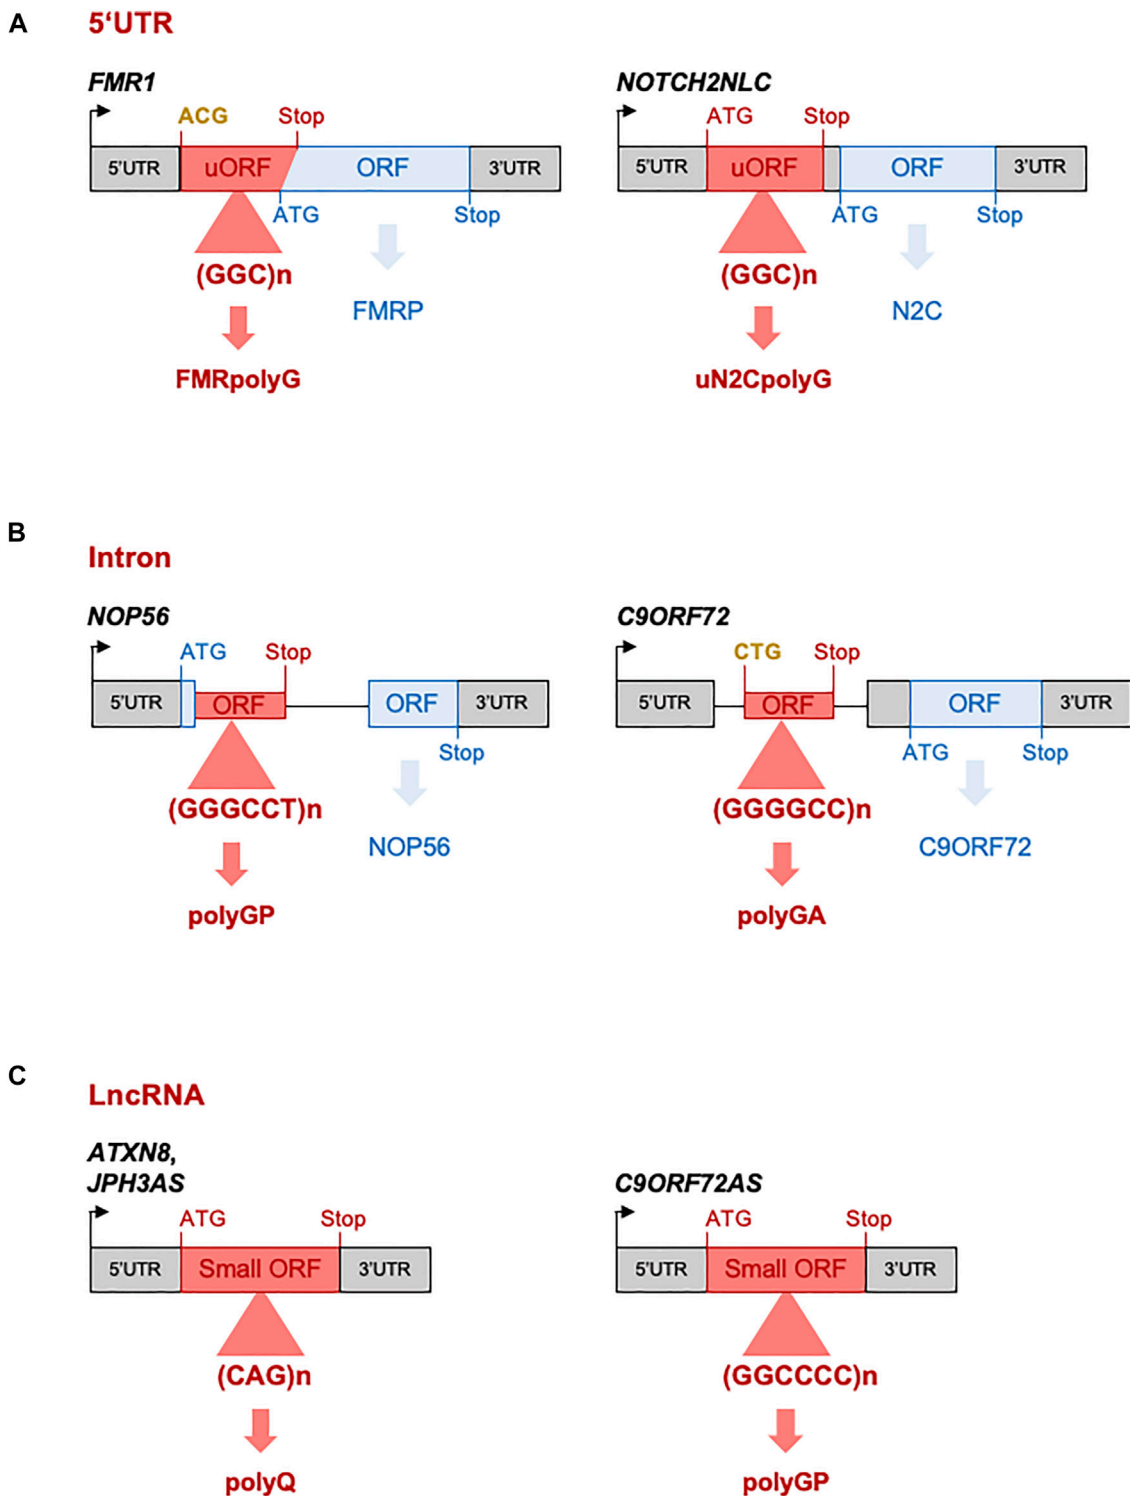 A
5‘UTR
FMR1
ACG Stop
5'UTR uORF ORF 3'UTR
ATG Stop
(GGC)n
FMRP
FMRpolyG
NOTCH2NLC
ATG Stop
5'UTR uORF ORF 3'UTR
ATG Stop
(GGC)n
N2C
uN2CpolyG
B
Intron
NOP56
ATG Stop
5'UTR ORF ORF 3'UTR
Stop
(GGGCCT)n
NOP56
polyGP
C9ORF72
CTG Stop
5'UTR ORF ORF 3'UTR
ATG Stop
(GGGGCC)n
C9ORF72
polyGA
C
LncRNA
ATXN8,
JPH3AS
ATG Stop
5'UTR Small ORF 3'UTR
(CAG)n
polyQ
C9ORF72AS
ATG Stop
5'UTR Small ORF 3'UTR
(GGCCCC)n
polyGP